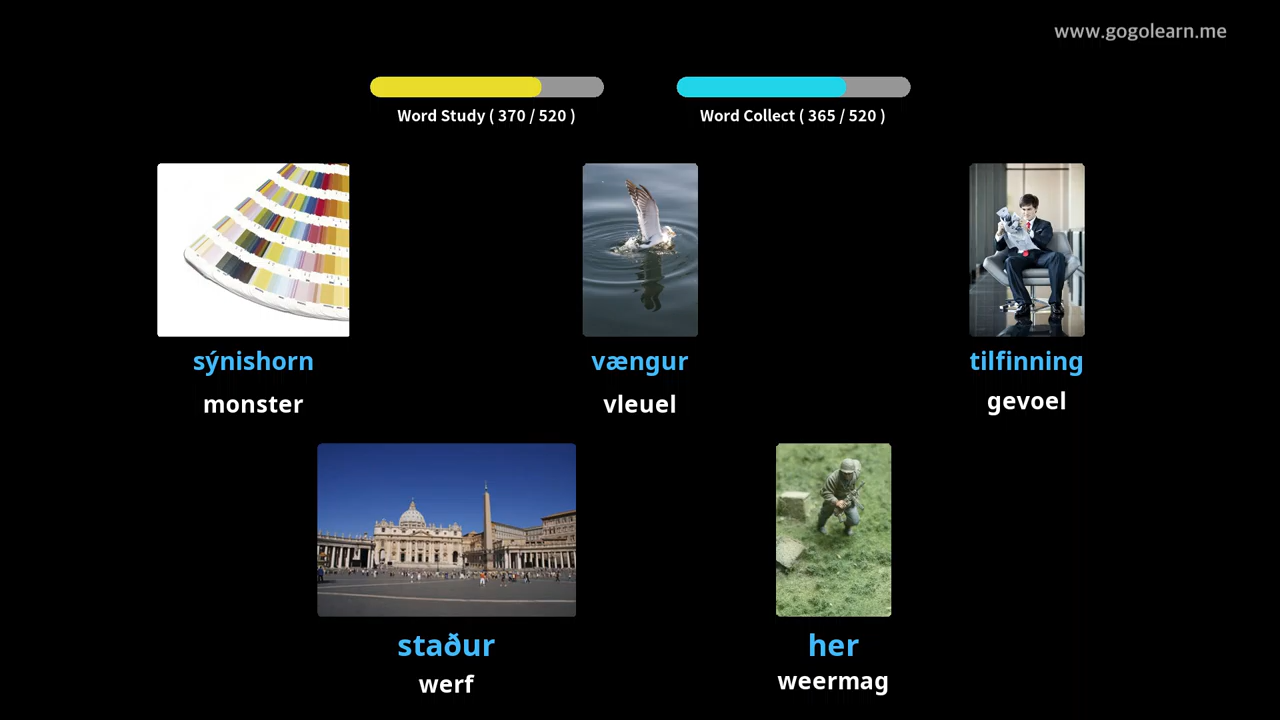 www.gogolearn.me
Word Study ( 370 / 520 )
Word Collect ( 365 / 520 )
sýnishorn
monster
vængur
vleuel
tilfinning
gevoel
staður
werf
her
weermag